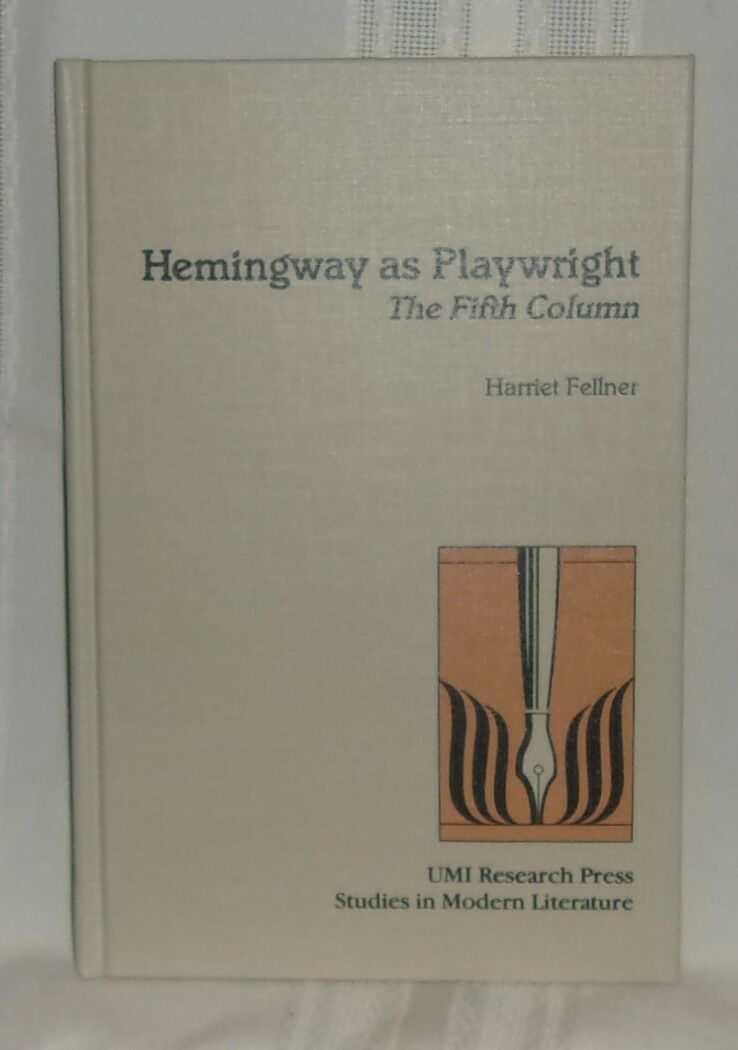 Hemingway as Playwright
The Fifth Column
Harriet Fellner
UMI Research Press
Studies in Modern Literature